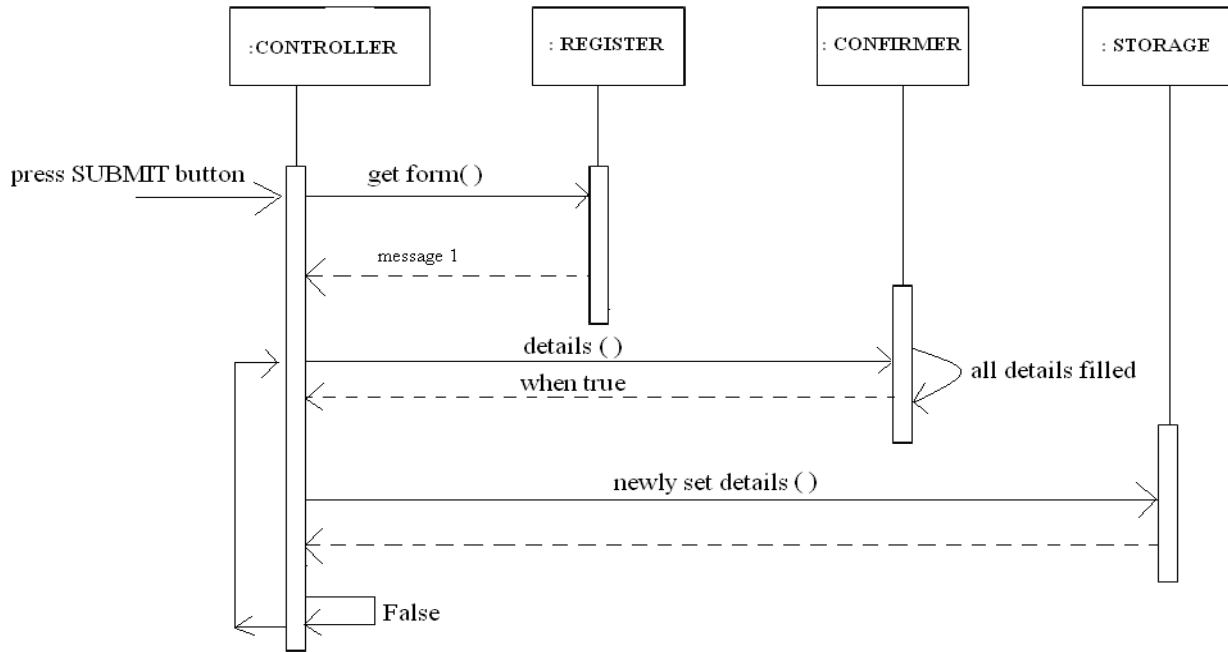 :CONTROLLER
: REGISTER
: CONFIRMER
: STORAGE
press SUBMIT button
get form( )
message 1
details ( )
all details filled
when true
newly set details ( )
False